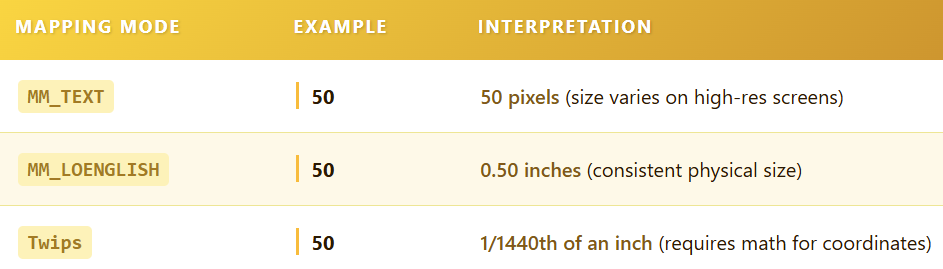 MAPPING MODE EXAMPLE INTERPRETATION
MM_TEXT 50 50 pixels (size varies on high-res screens)
MM_LOENGLISH 50 0.50 inches (consistent physical size)
Twips 50 1/1440th of an inch (requires math for coordinates)